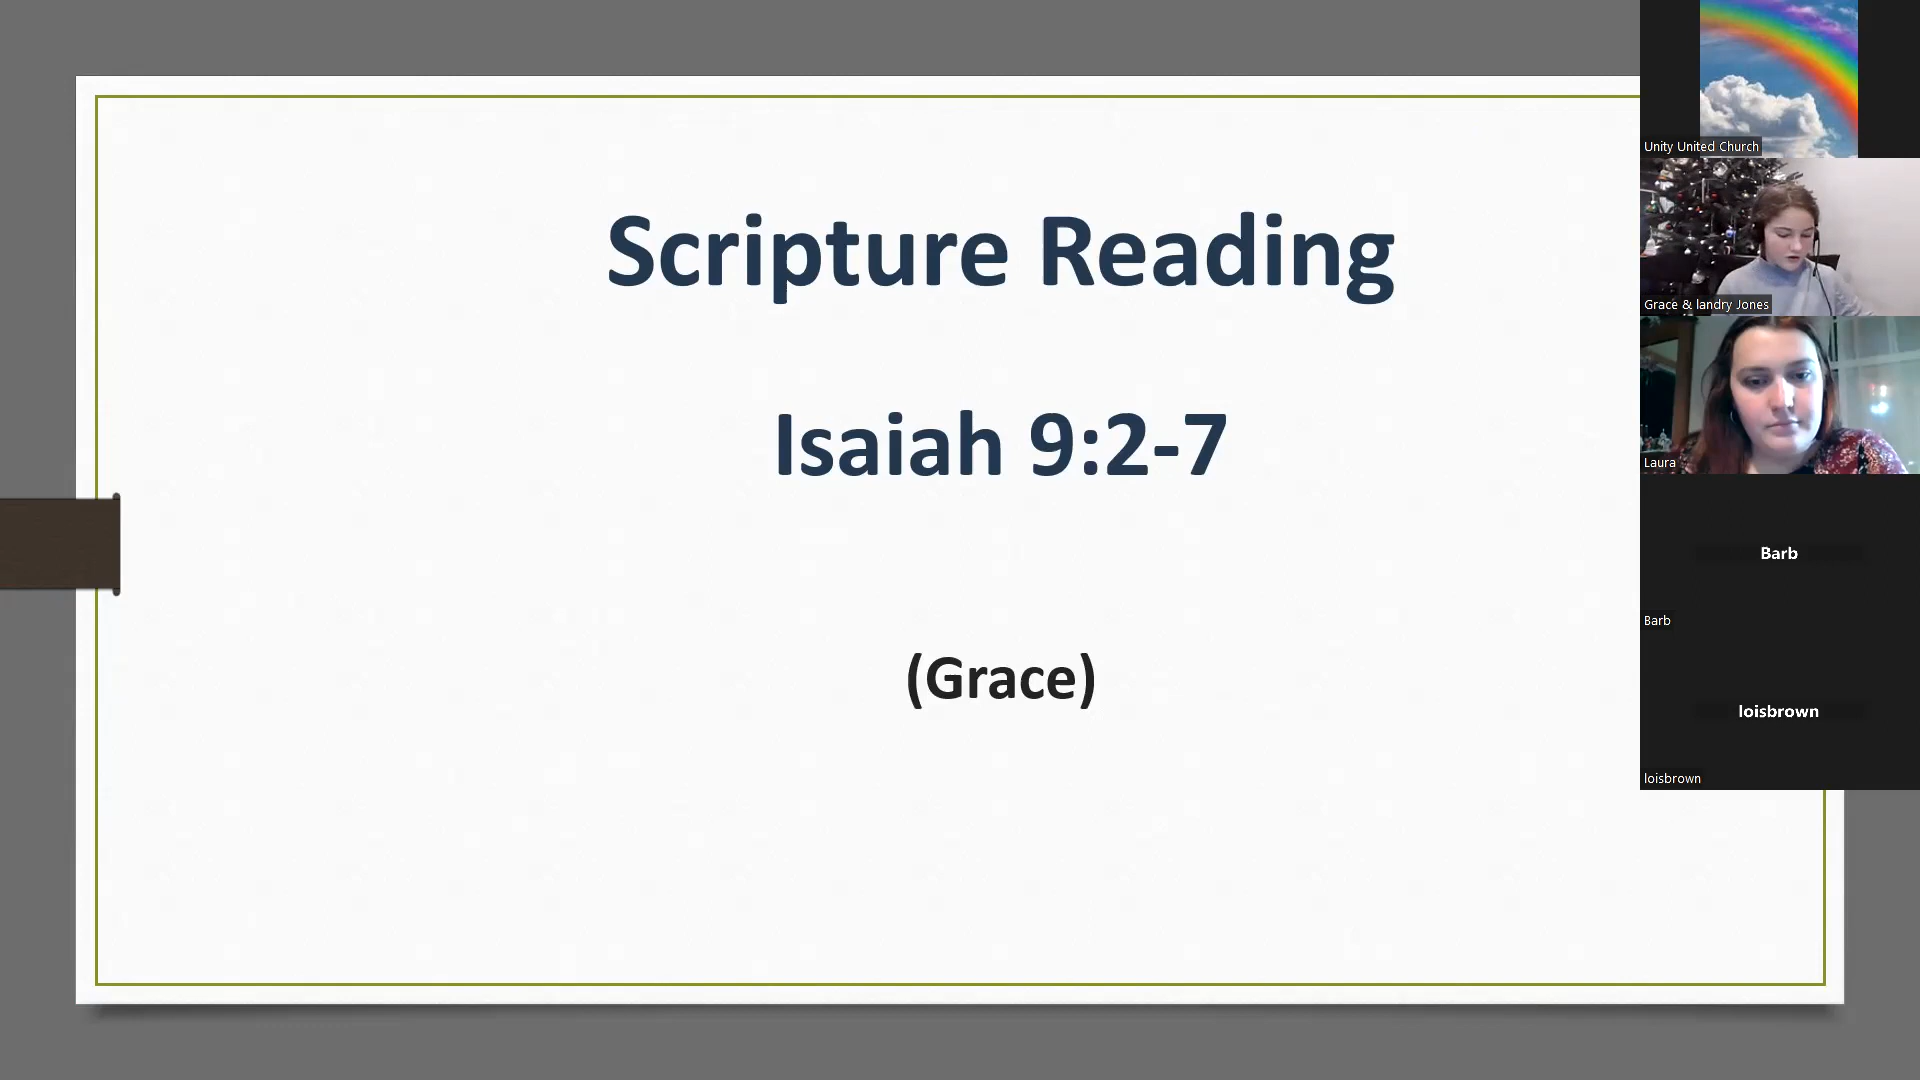 Scripture Reading
Isaiah 9:2-7
(Grace)
Unity United Church
Grace & landry Jones
Laura
Barb
Barb
loisbrown
loisbrown